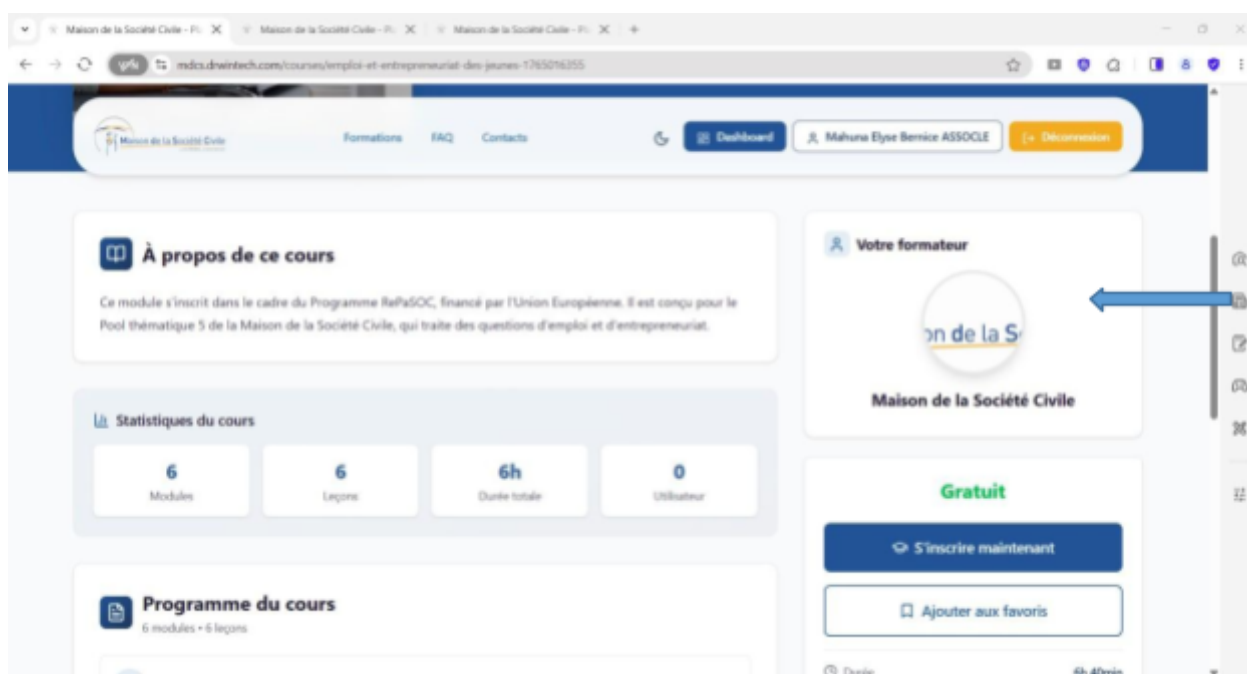 Maison de la Société Civile - Pl
Maison de la Société Civile - Pl
Maison de la Société Civile - Pl
mdcs.drwintech.com/courses/emploi-et-entrepreneuriat-des-jeunes-1765016355
Maison de la Société Civile
Formations
FAQ
Contacts
Dashboard
Mahuna Elyse Bernice ASSOCLE
Déconnexion
À propos de ce cours
Ce module s'inscrit dans le cadre du Programme RePaSOC, financé par l'Union Européenne. Il est conçu pour le
Pool thématique 5 de la Maison de la Société Civile, qui traite des questions d'emploi et d'entrepreneuriat.
Statistiques du cours
6
Modules
6
Leçons
6h
Durée totale
0
Utilisateur
Programme du cours
6 modules • 6 leçons
Votre formateur
on de la So
Maison de la Société Civile
Gratuit
S'inscrire maintenant
Ajouter aux favoris
Durée
6h 40min